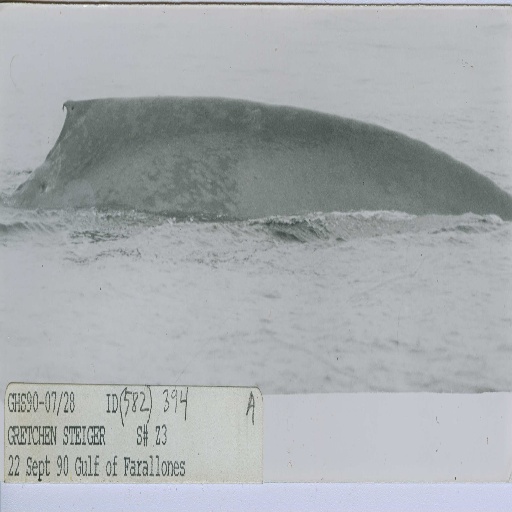 GHS90-07/28 ID(582) 394 A
GRETCHEN STEIGER S# Z3
22 Sept 90 Gulf of Farallones